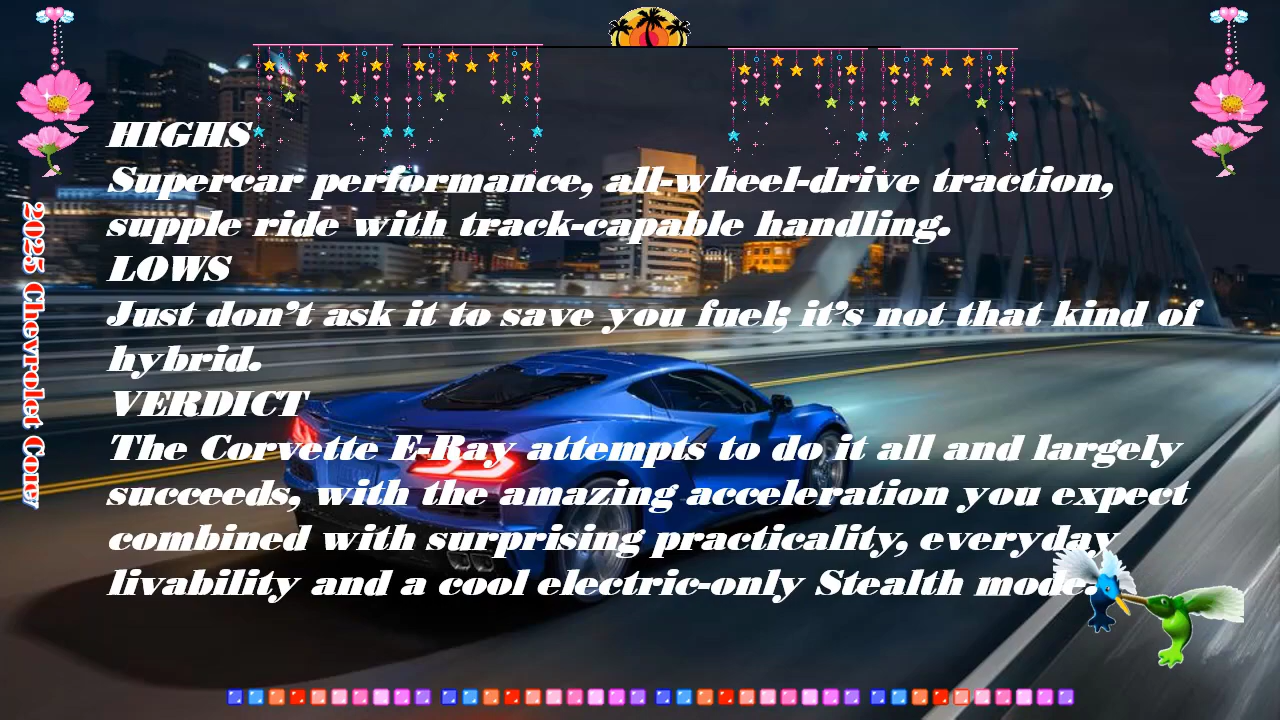 HIGHS
Supercar performance, all-wheel-drive traction,
supple ride with track-capable handling.
LOWS
Just don’t ask it to save you fuel; it’s not that kind of
hybrid.
VERDICT
The Corvette E-Ray attempts to do it all and largely
succeeds, with the amazing acceleration you expect
combined with surprising practicality, everyday
livability and a cool electric-only Stealth mode.
2025 Chevrolet